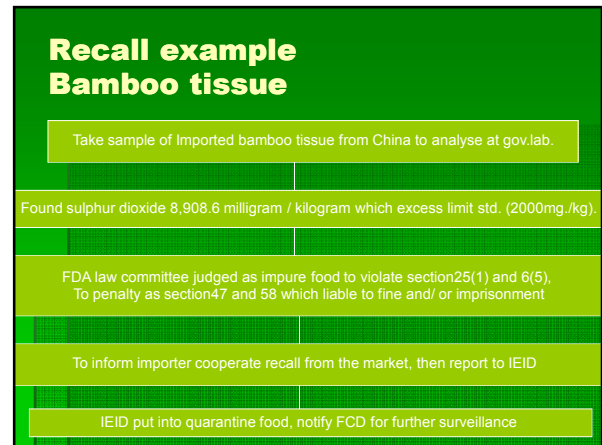 Recall example
Bamboo tissue
Take sample of Imported bamboo tissue from China to analyse at gov.lab.
Found sulphur dioxide 8,908.6 milligram / kilogram which excess limit std. (2000mg./kg).
FDA law committee judged as impure food to violate section25(1) and 6(5),
To penalty as section47 and 58 which liable to fine and/ or imprisonment
To inform importer cooperate recall from the market, then report to IEID
IEID put into quarantine food, notify FCD for further surveillance